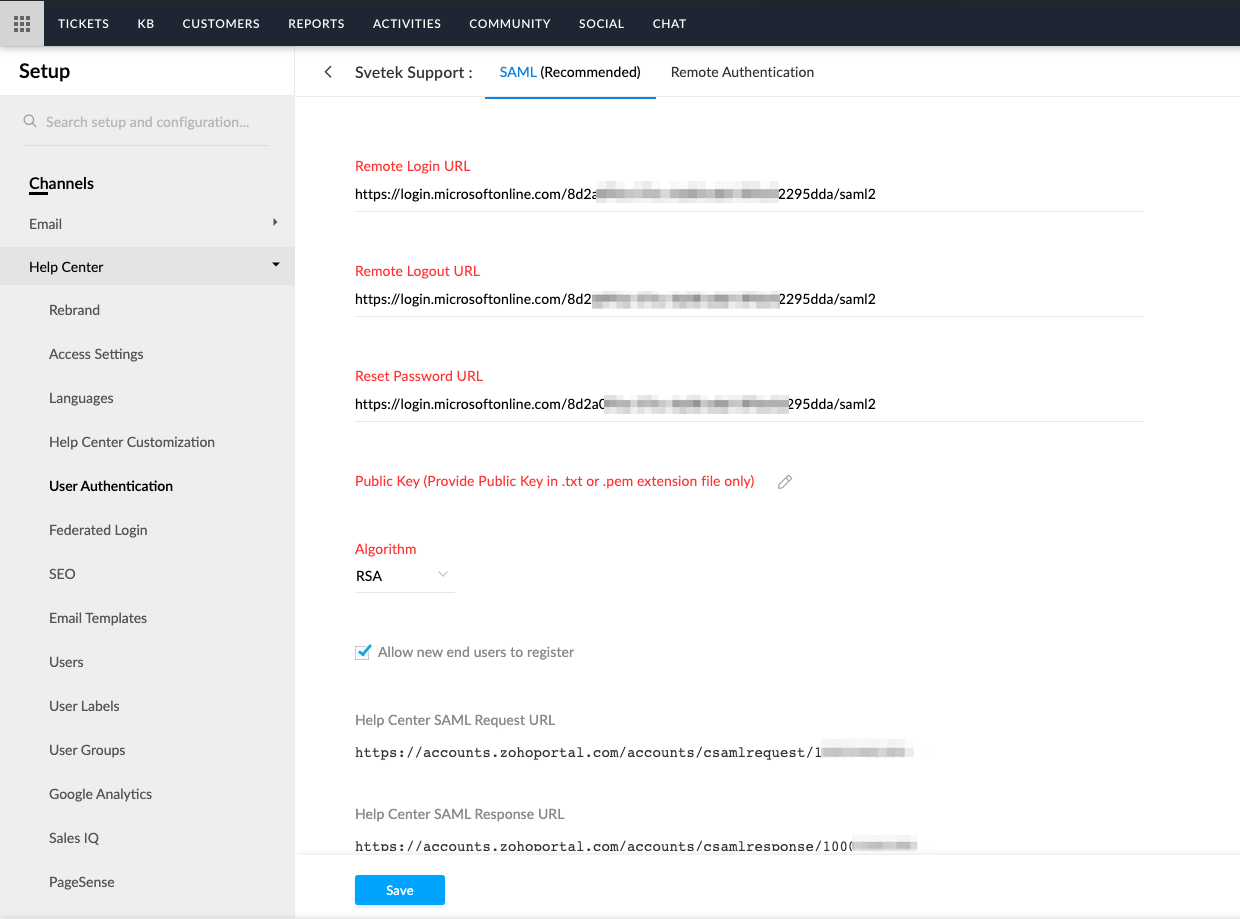 TICKETS KB CUSTOMERS REPORTS ACTIVITIES COMMUNITY SOCIAL CHAT
Setup
Search setup and configuration...
Channels
Email
Help Center
Rebrand
Access Settings
Languages
Help Center Customization
User Authentication
Federated Login
SEO
Email Templates
Users
User Labels
User Groups
Google Analytics
Sales IQ
PageSense
Svetek Support : SAML (Recommended) Remote Authentication
Remote Login URL
https://login.microsoftonline.com/8d2a 2295dda/saml2
Remote Logout URL
https://login.microsoftonline.com/8d2 2295dda/saml2
Reset Password URL
https://login.microsoftonline.com/8d2a0 295dda/saml2
Public Key (Provide Public Key in .txt or .pem extension file only)
Algorithm
RSA
Allow new end users to register
Help Center SAML Request URL
https://accounts.zohoportal.com/accounts/csamlrequest/1
Help Center SAML Response URL
https://accounts.zohoportal.com/accounts/csamlresponse/1000
Save